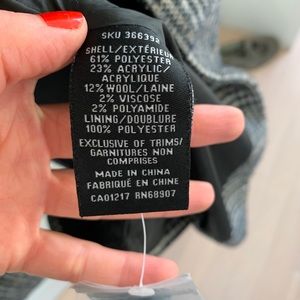 SKU 366392
SHELL/EXTÉRIEUR
61% POLYESTER
23% ACRYLIC/
ACRYLIQUE
12% WOOL/LAINE
2% VISCOSE
2% POLYAMIDE
LINING/DOUBLURE
100% POLYESTER
EXCLUSIVE OF TRIMS/
GARNITURES NON
COMPRISES
MADE IN CHINA
FABRIQUÉ EN CHINE
CA01217 RN68907